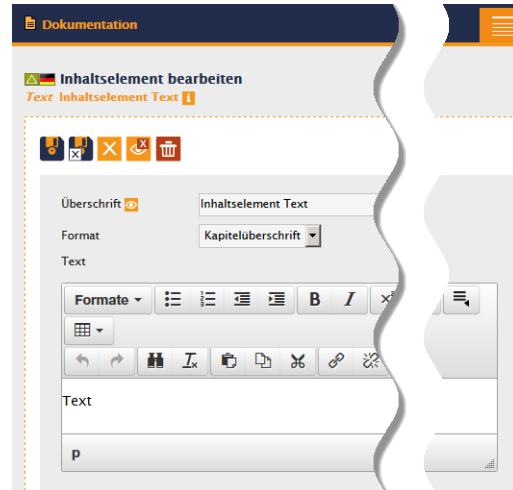 Dokumentation
Inhaltselement bearbeiten
Text Inhaltselement Text i
Überschrift Inhaltselement Text
Format Kapitelüberschrift
Text
Formate B I x
Text
p